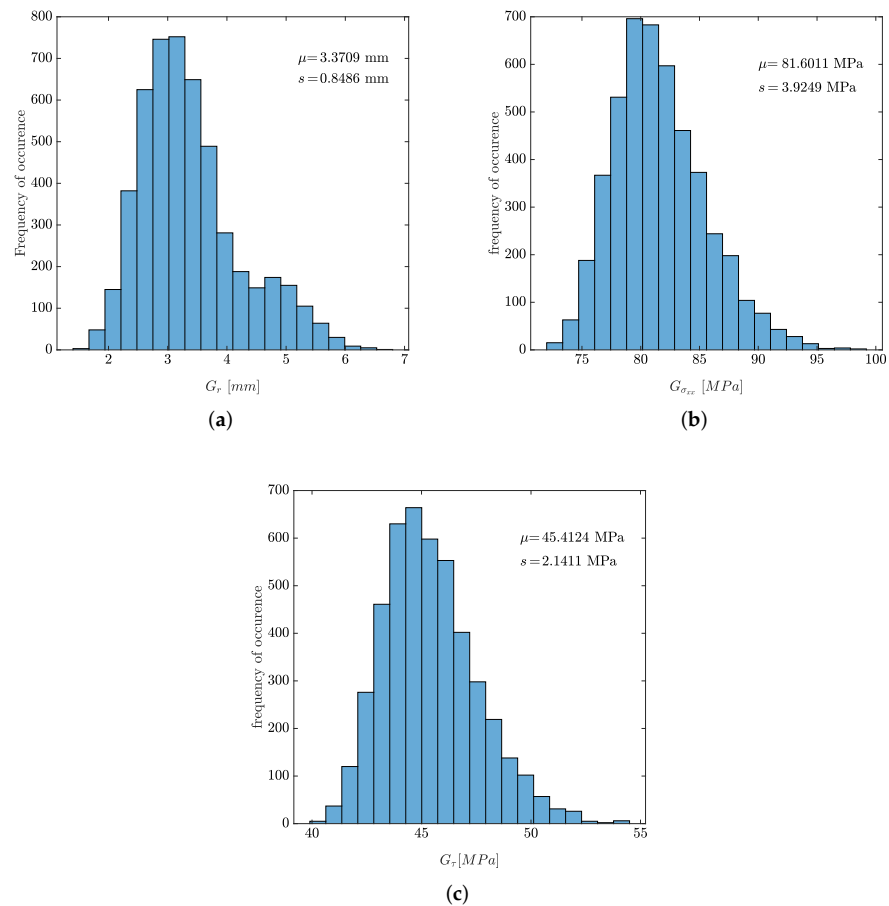 800
700
600
500
400
300
200
100
0
Frequency of occurence
μ=3.3709 mm
s=0.8486 mm
2 3 4 5 6 7
G_r [mm]
(a)
700
600
500
400
300
200
100
0
frequency of occurence
μ=81.6011 MPa
s=3.9249 MPa
75 80 85 90 95 100
G_{σ_{xx}} [MPa]
(b)
700
600
500
400
300
200
100
0
frequency of occurence
μ=45.4124 MPa
s=2.1411 MPa
40 45 50 55
G_τ[MPa]
(c)